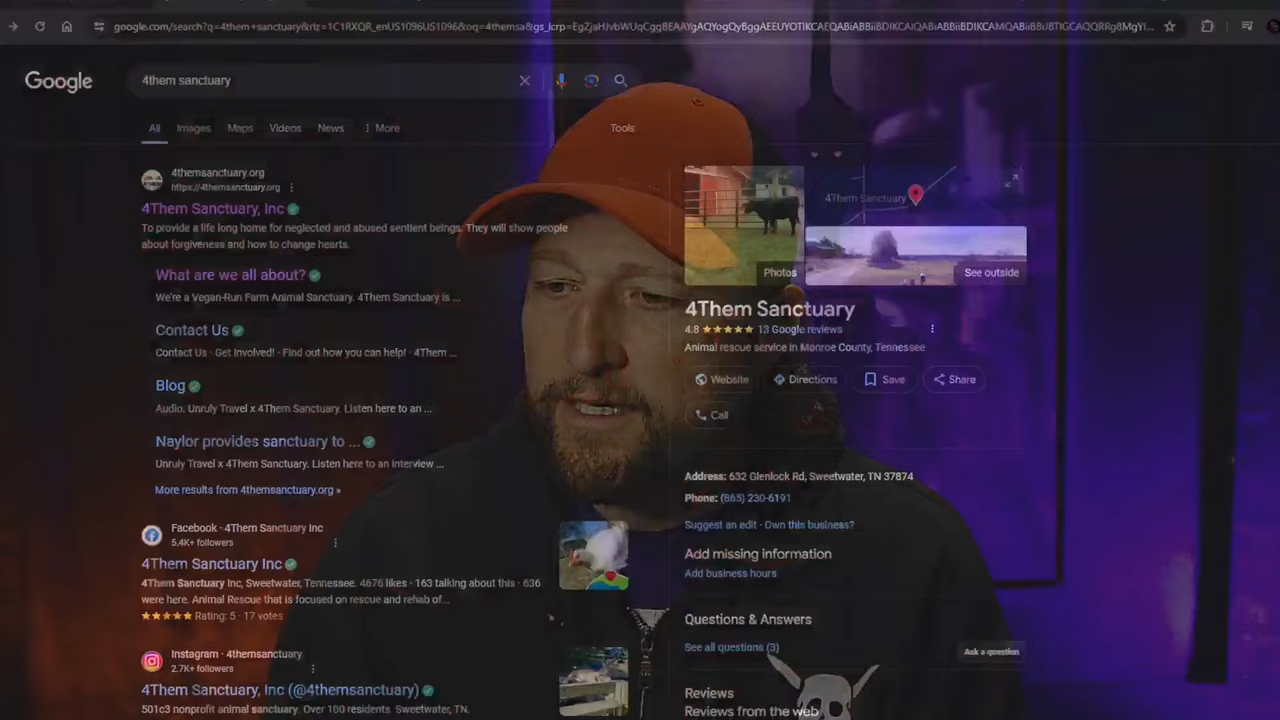 google.com/search?q=4them+sanctuary&rlz=1C1RXQR_enUS1096US1096&oq=4themsa&gs_lcrp=
Google
4them sanctuary
All Images Maps Videos News More Tools
4themsanctuary.org
https://4themsanctuary.org
4Them Sanctuary, Inc
To provide a life long home for neglected and abused sentient beings. They will show people
about forgiveness and how to change hearts.
What are we all about?
We're a Vegan-Run Farm Animal Sanctuary. 4Them Sanctuary is ...
Contact Us
Contact Us · Get Involved! · Find out how you can help! · 4Them ...
Blog
Audio. Unruly Travel x 4Them Sanctuary. Listen here to an ...
Naylor provides sanctuary to ...
Unruly Travel x 4Them Sanctuary. Listen here to an Interview ...
More results from 4themsanctuary.org »
Facebook · 4Them Sanctuary Inc
5.4K+ followers
4Them Sanctuary Inc
4Them Sanctuary Inc, Sweetwater, Tennessee. 4676 likes · 163 talking about this · 636
were here. Animal Rescue that is focused on rescue and rehab of...
Rating: 5 · 17 votes
Instagram · 4themsanctuary
2.7K+ followers
4Them Sanctuary, Inc (@4themsanctuary)
501c3 nonprofit animal sanctuary. Over 100 residents. Sweetwater, TN.
4Them Sanctuary
Photos
See outside
4Them Sanctuary
4.8 13 Google reviews
Animal rescue service in Monroe County, Tennessee
Website Directions Save Share
Call
Address: 632 Glenlock Rd, Sweetwater, TN 37874
Phone: (865) 230-6191
Suggest an edit · Own this business?
Add missing information
Add business hours
Questions & Answers
See all questions (3)
Ask a question
Reviews
Reviews from the web